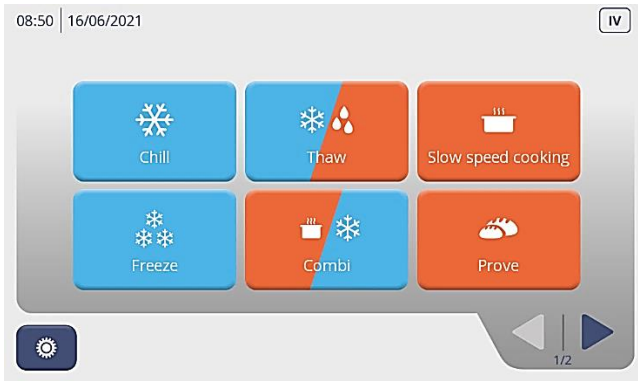 08:50 16/06/2021 IV
Chill Thaw Slow speed cooking
Freeze Combi Prove
1/2